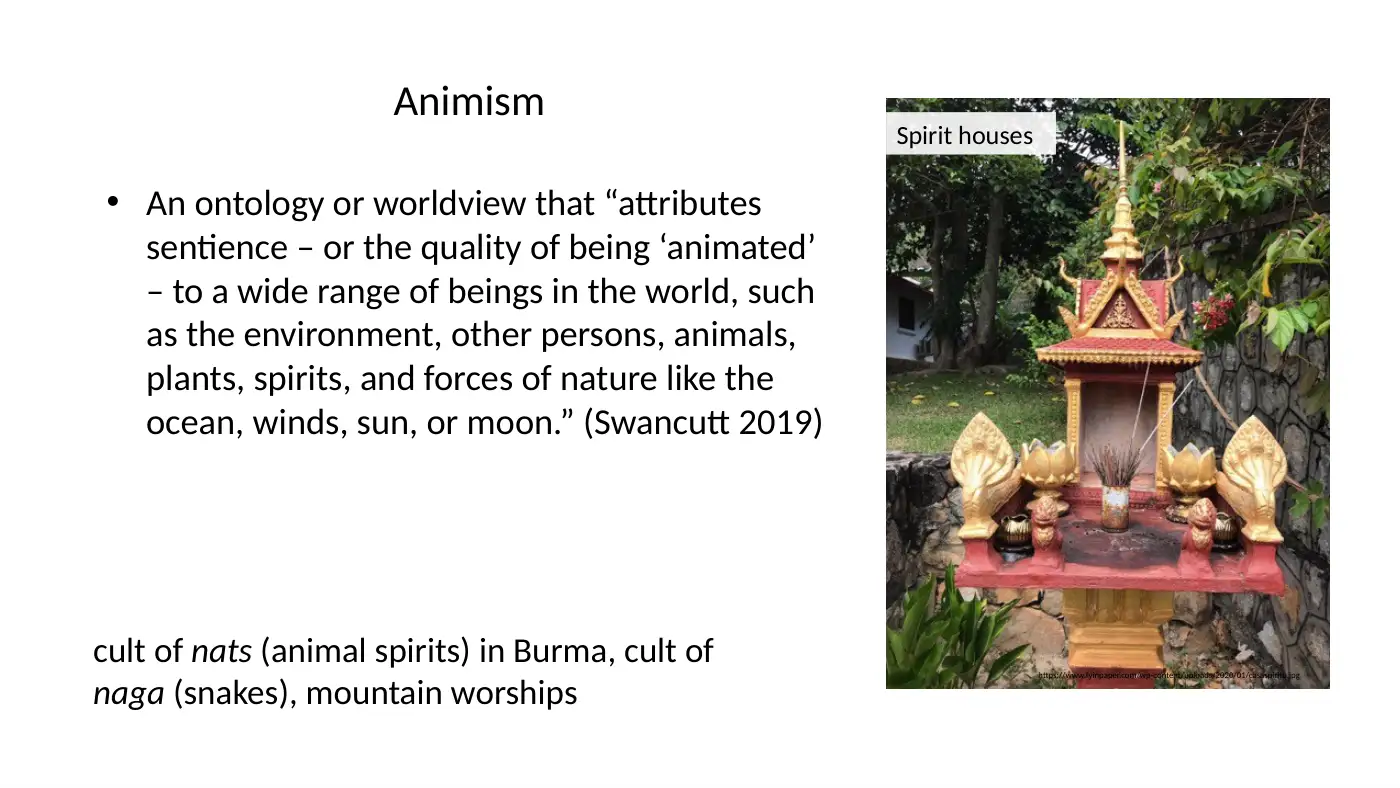 Animism
Spirit houses
• An ontology or worldview that “attributes
sentience – or the quality of being ‘animated’
– to a wide range of beings in the world, such
as the environment, other persons, animals,
plants, spirits, and forces of nature like the
ocean, winds, sun, or moon.” (Swancutt 2019)
cult of nats (animal spirits) in Burma, cult of
naga (snakes), mountain worships